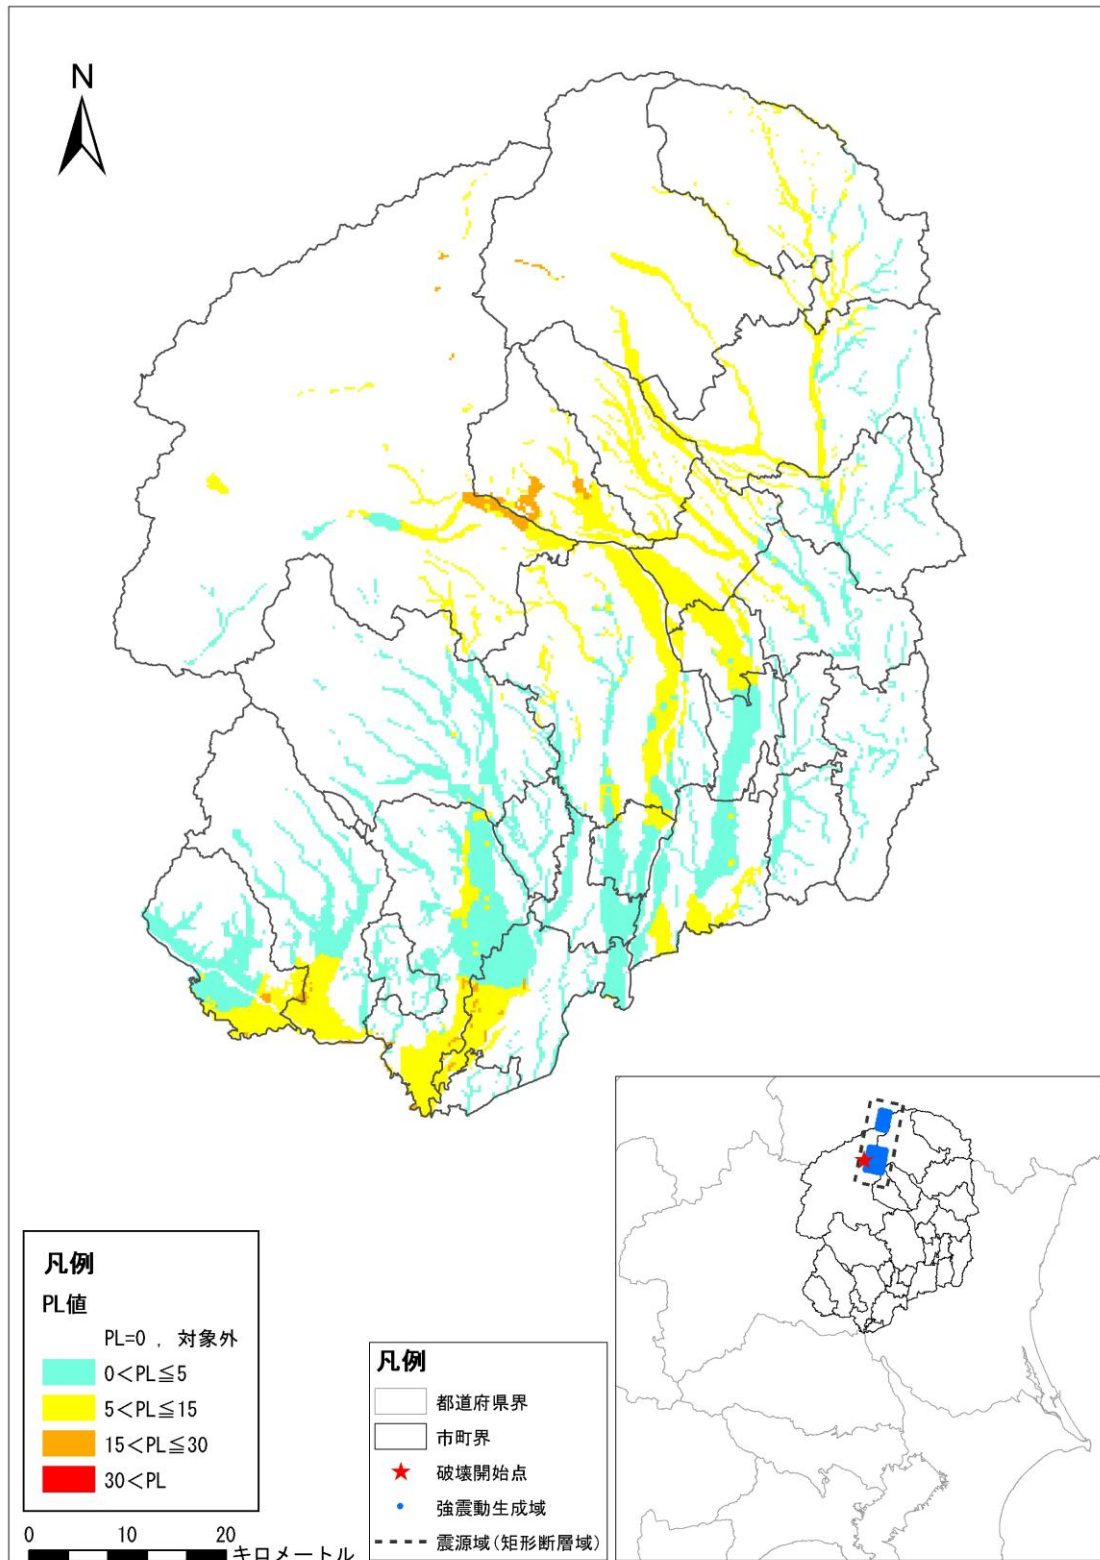 N
凡例
PL値
PL=0 , 対象外
0<PL≦5
5<PL≦15
15<PL≦30
30<PL
0 10 20
キロメートル
凡例
都道府県界
市町界
破壊開始点
強震動生成域
震源域(矩形断層域)